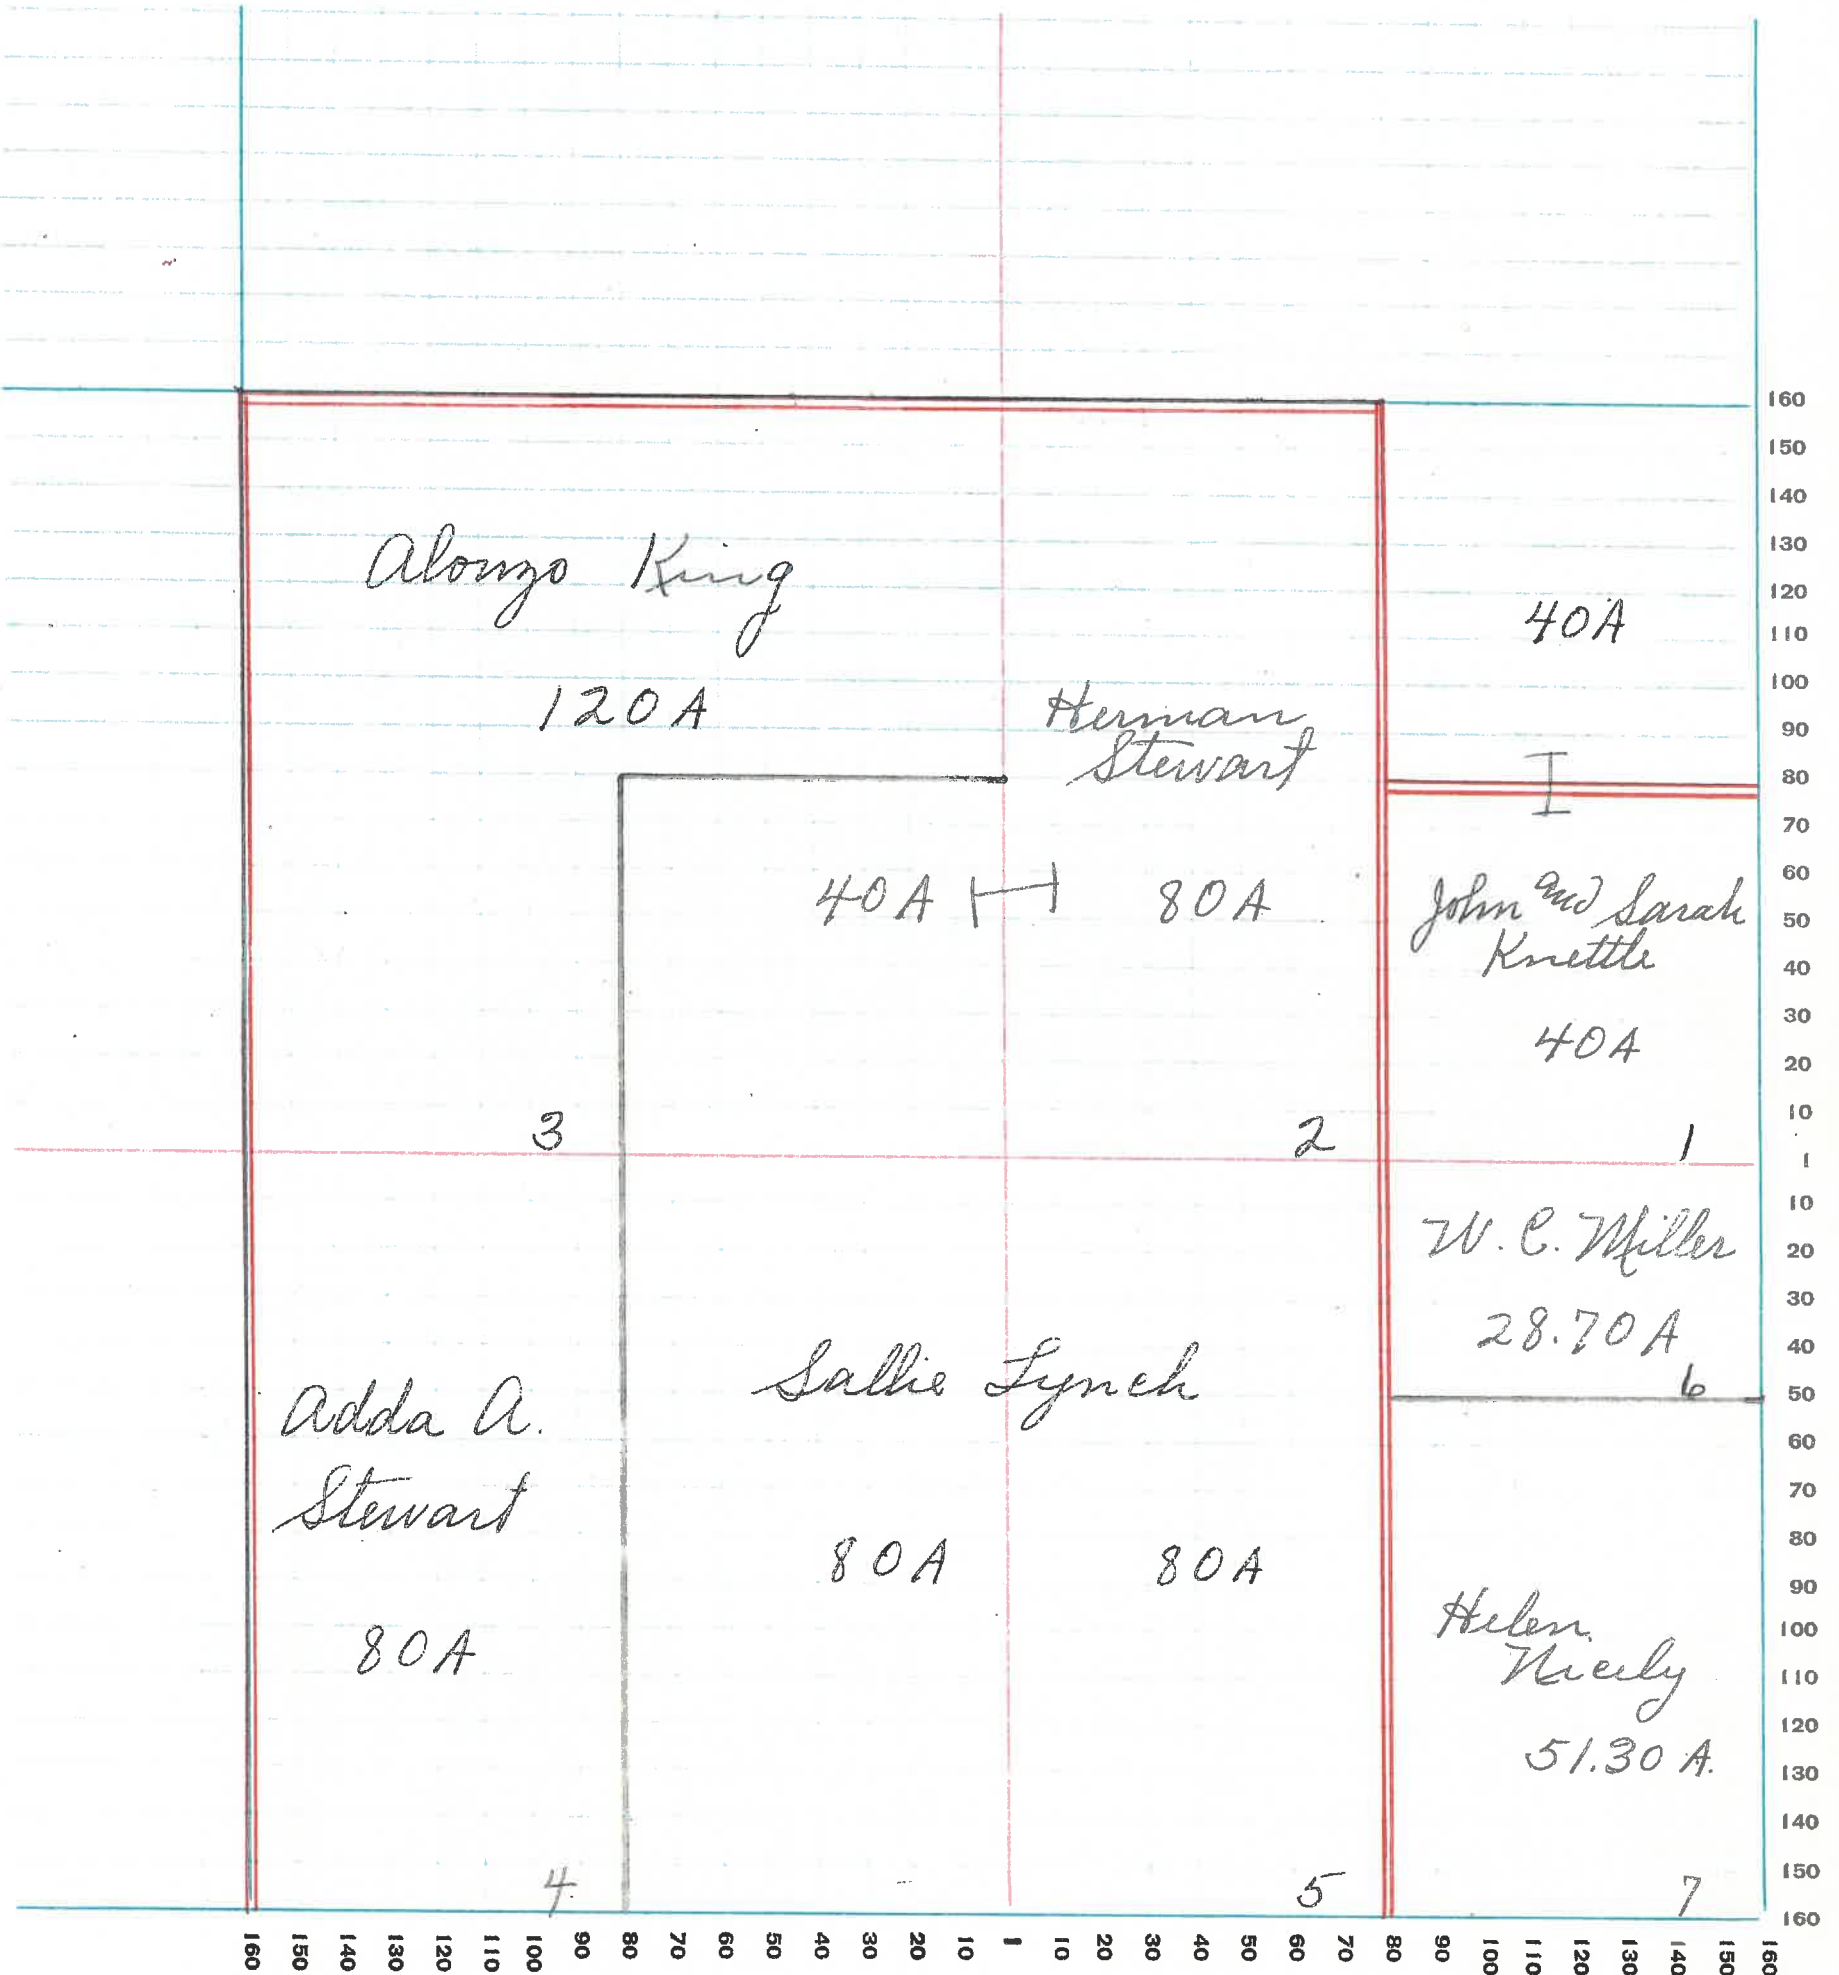 Alonzo King
120A
Herman
Stewart
40A
40A
80A
John and Sarah
Knettle
40A
3
2
1
W. C. Miller
28.70A
6
Adda A.
Stewart
80A
Sallie Lynch
80A
80A
Helen
Nicely
51.30 A.
4
5
7
160
150
140
130
120
110
100
90
80
70
60
50
40
30
20
10
1
10
20
30
40
50
60
70
80
90
100
110
120
130
140
150
160
160 150 140 130 120 110 100 90 80 70 60 50 40 30 20 10 1 10 20 30 40 50 60 70 80 90 100 110 120 130 140 150 160